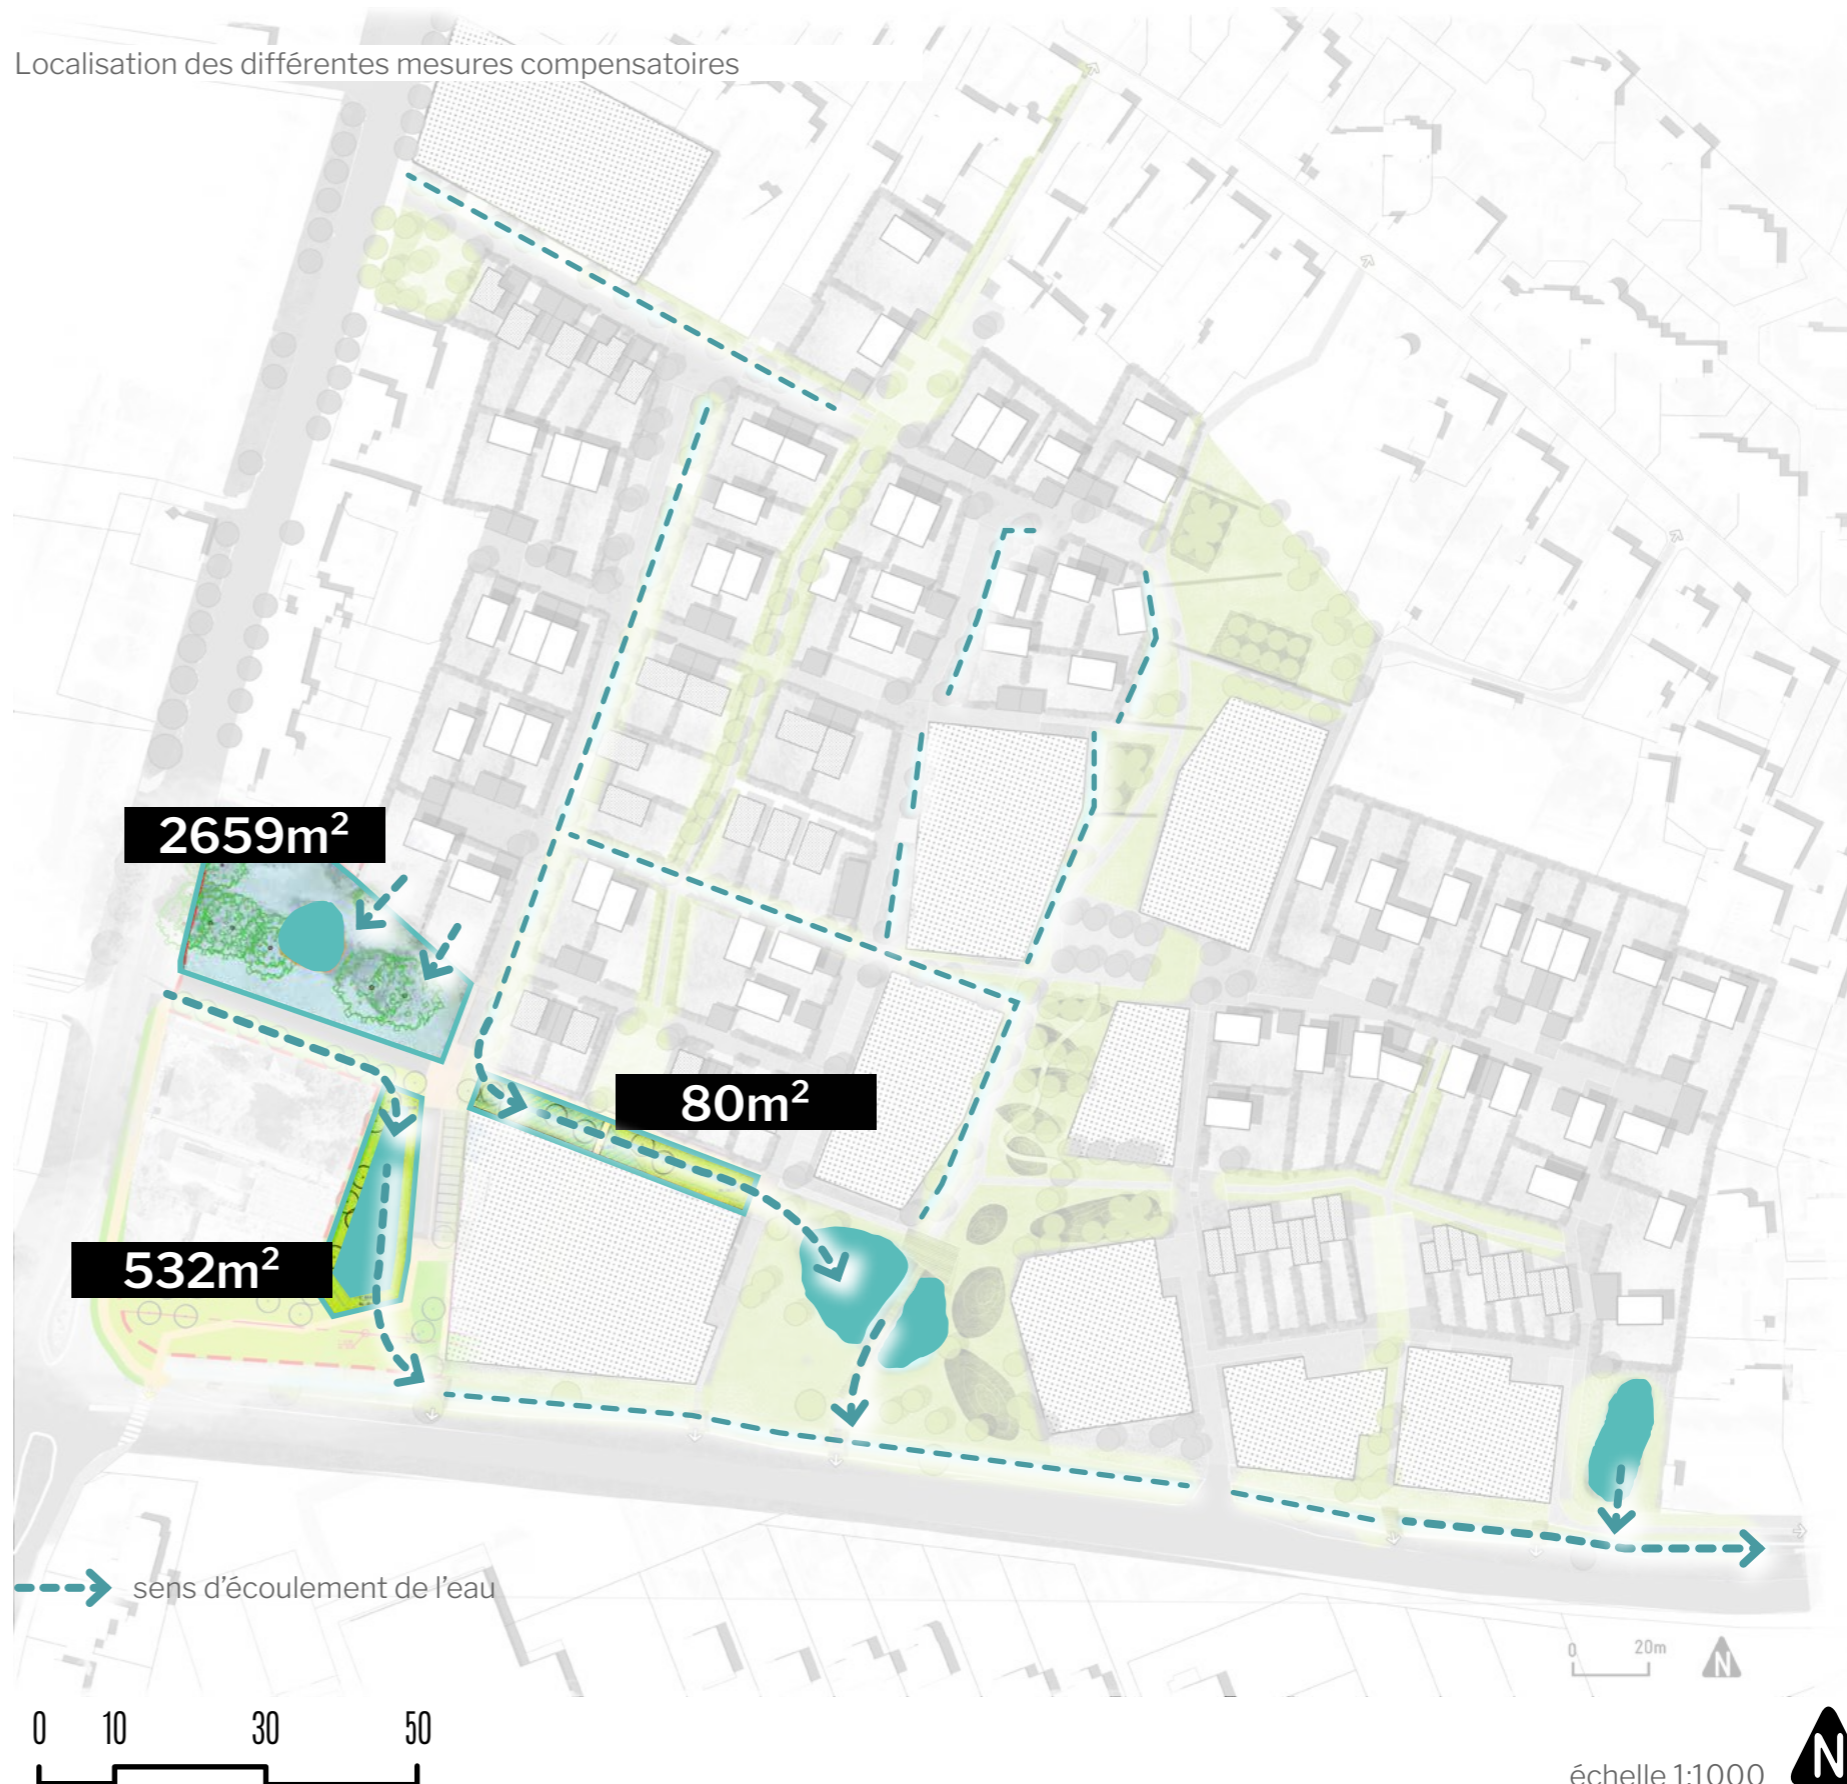 Localisation des différentes mesures compensatoires
2659m²
80m²
532m²
sens d'écoulement de l'eau
0 20m
N
0 10 30 50
échelle 1:1000
N